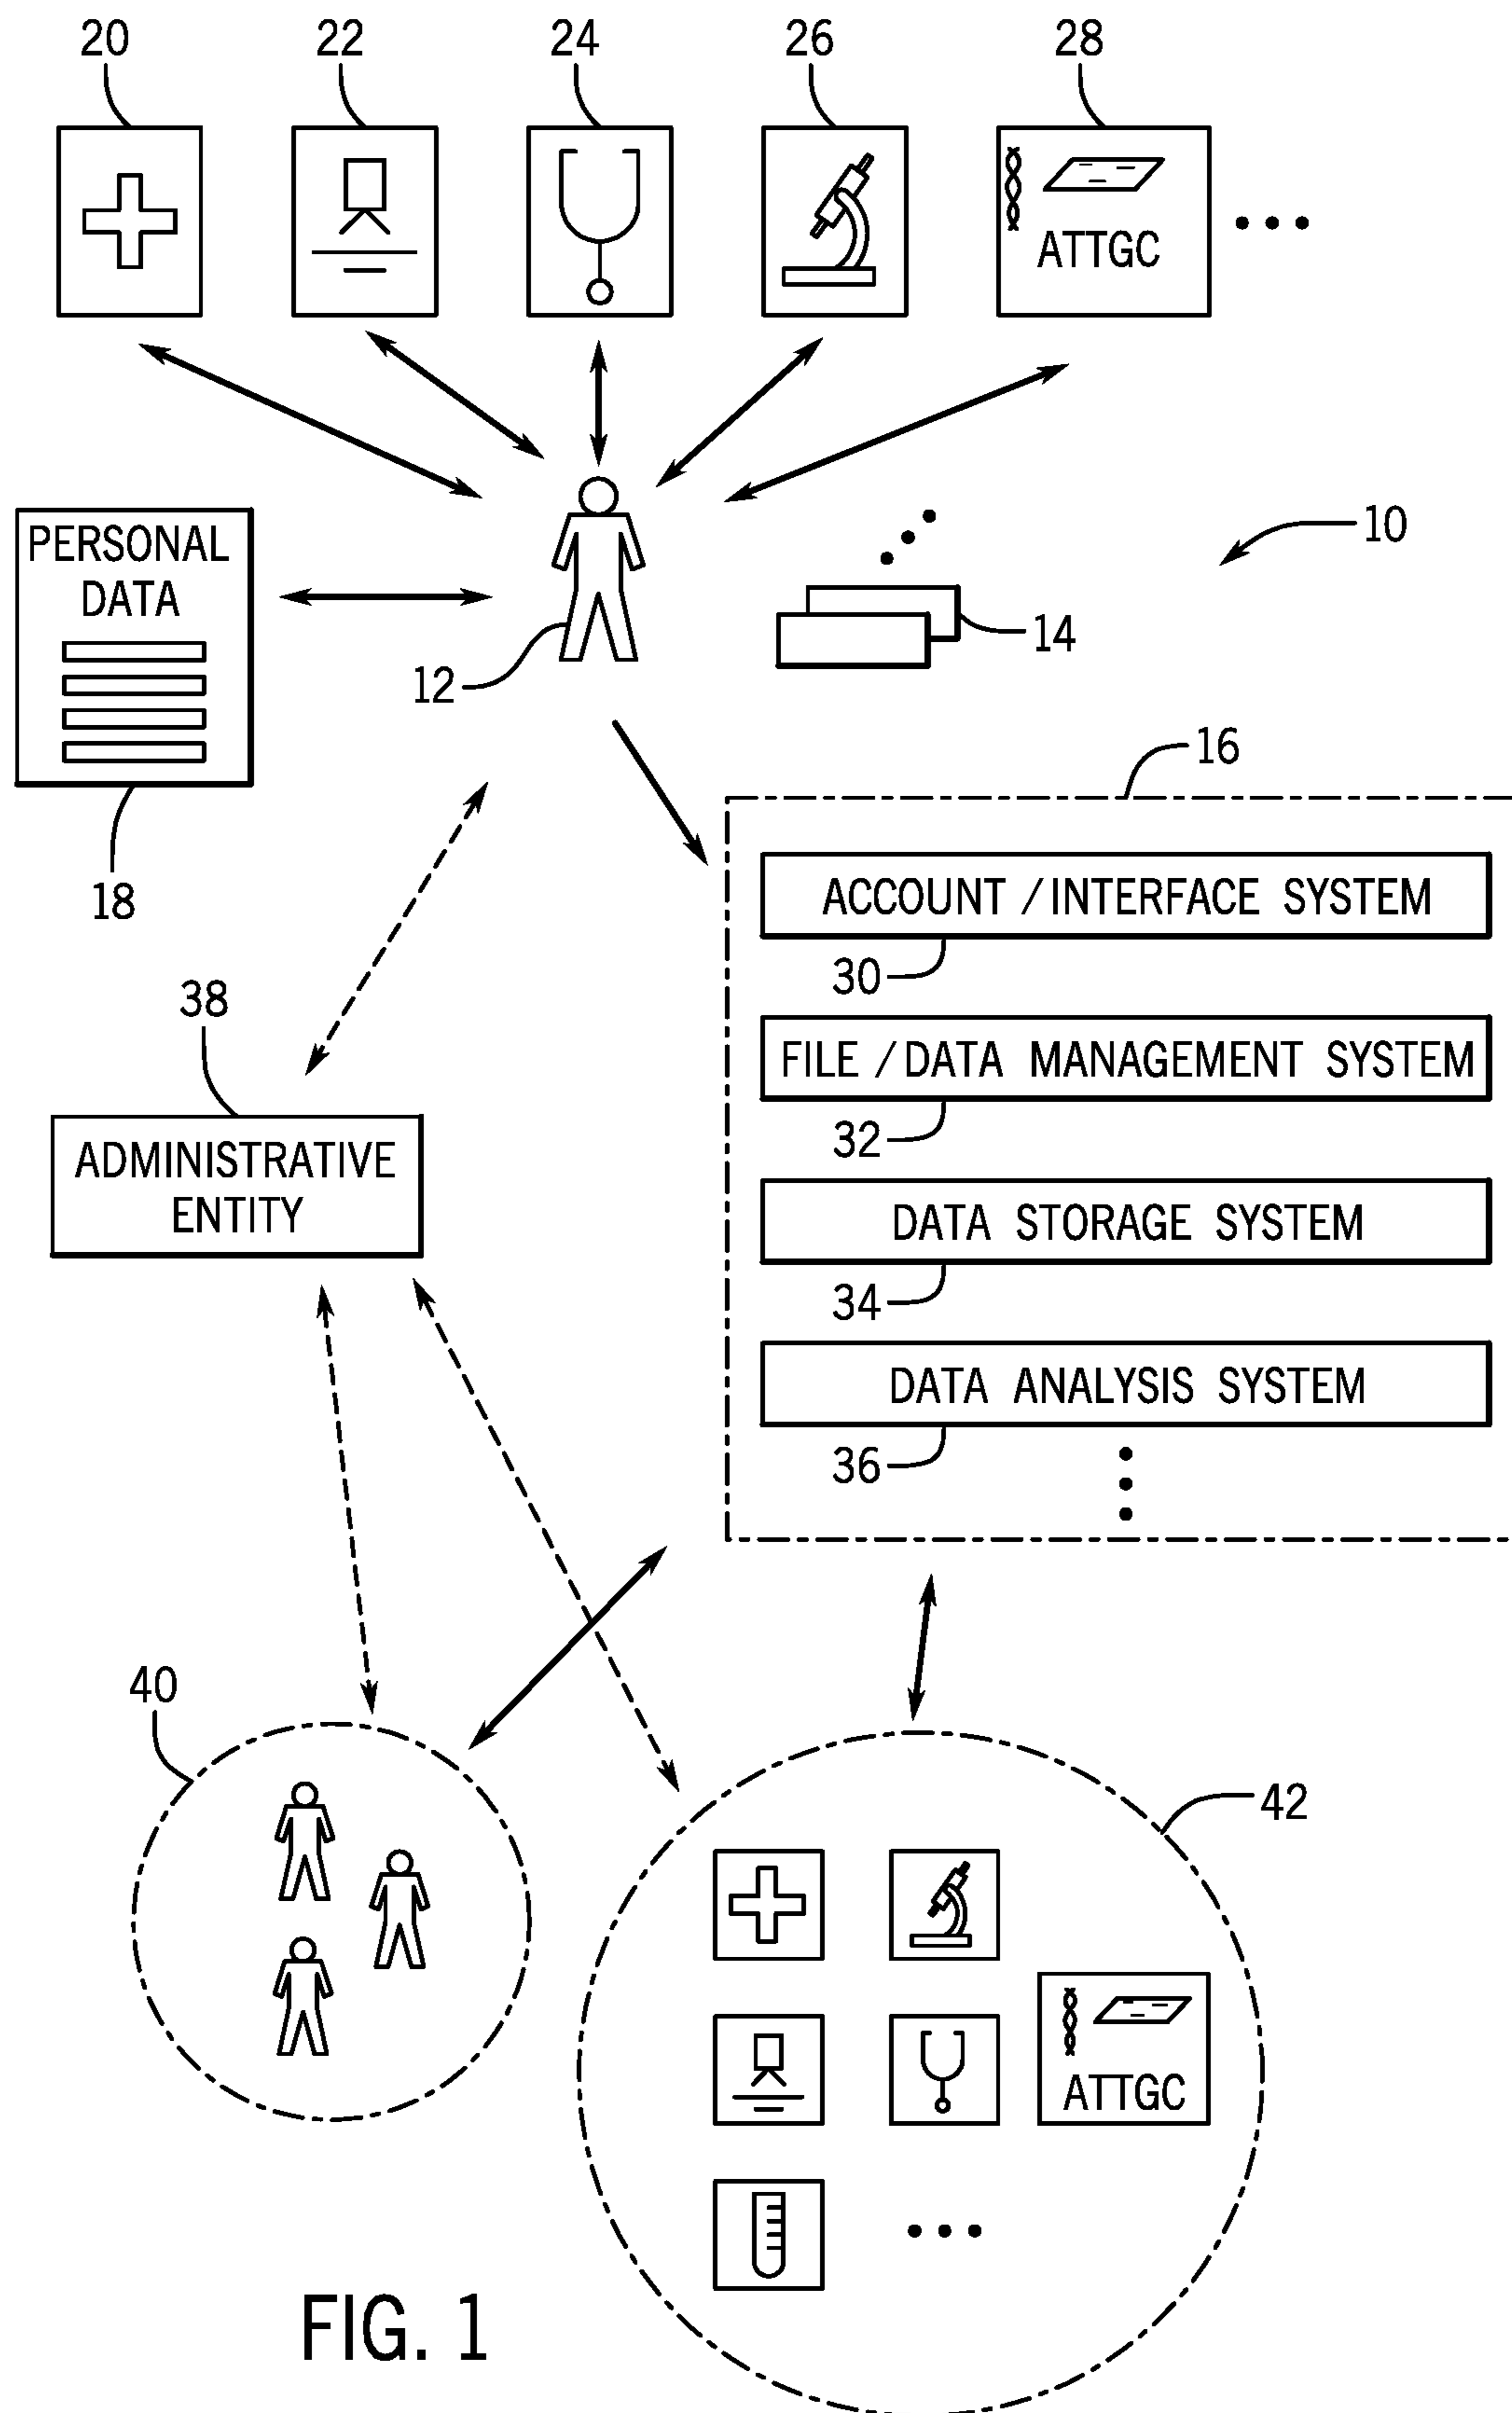 20 22 24 26 28
ATTGC
PERSONAL
DATA
10
14
12
16
18
ACCOUNT / INTERFACE SYSTEM
30
38
FILE / DATA MANAGEMENT SYSTEM
32
ADMINISTRATIVE
ENTITY
DATA STORAGE SYSTEM
34
DATA ANALYSIS SYSTEM
36
40
42
ATTGC
FIG. 1